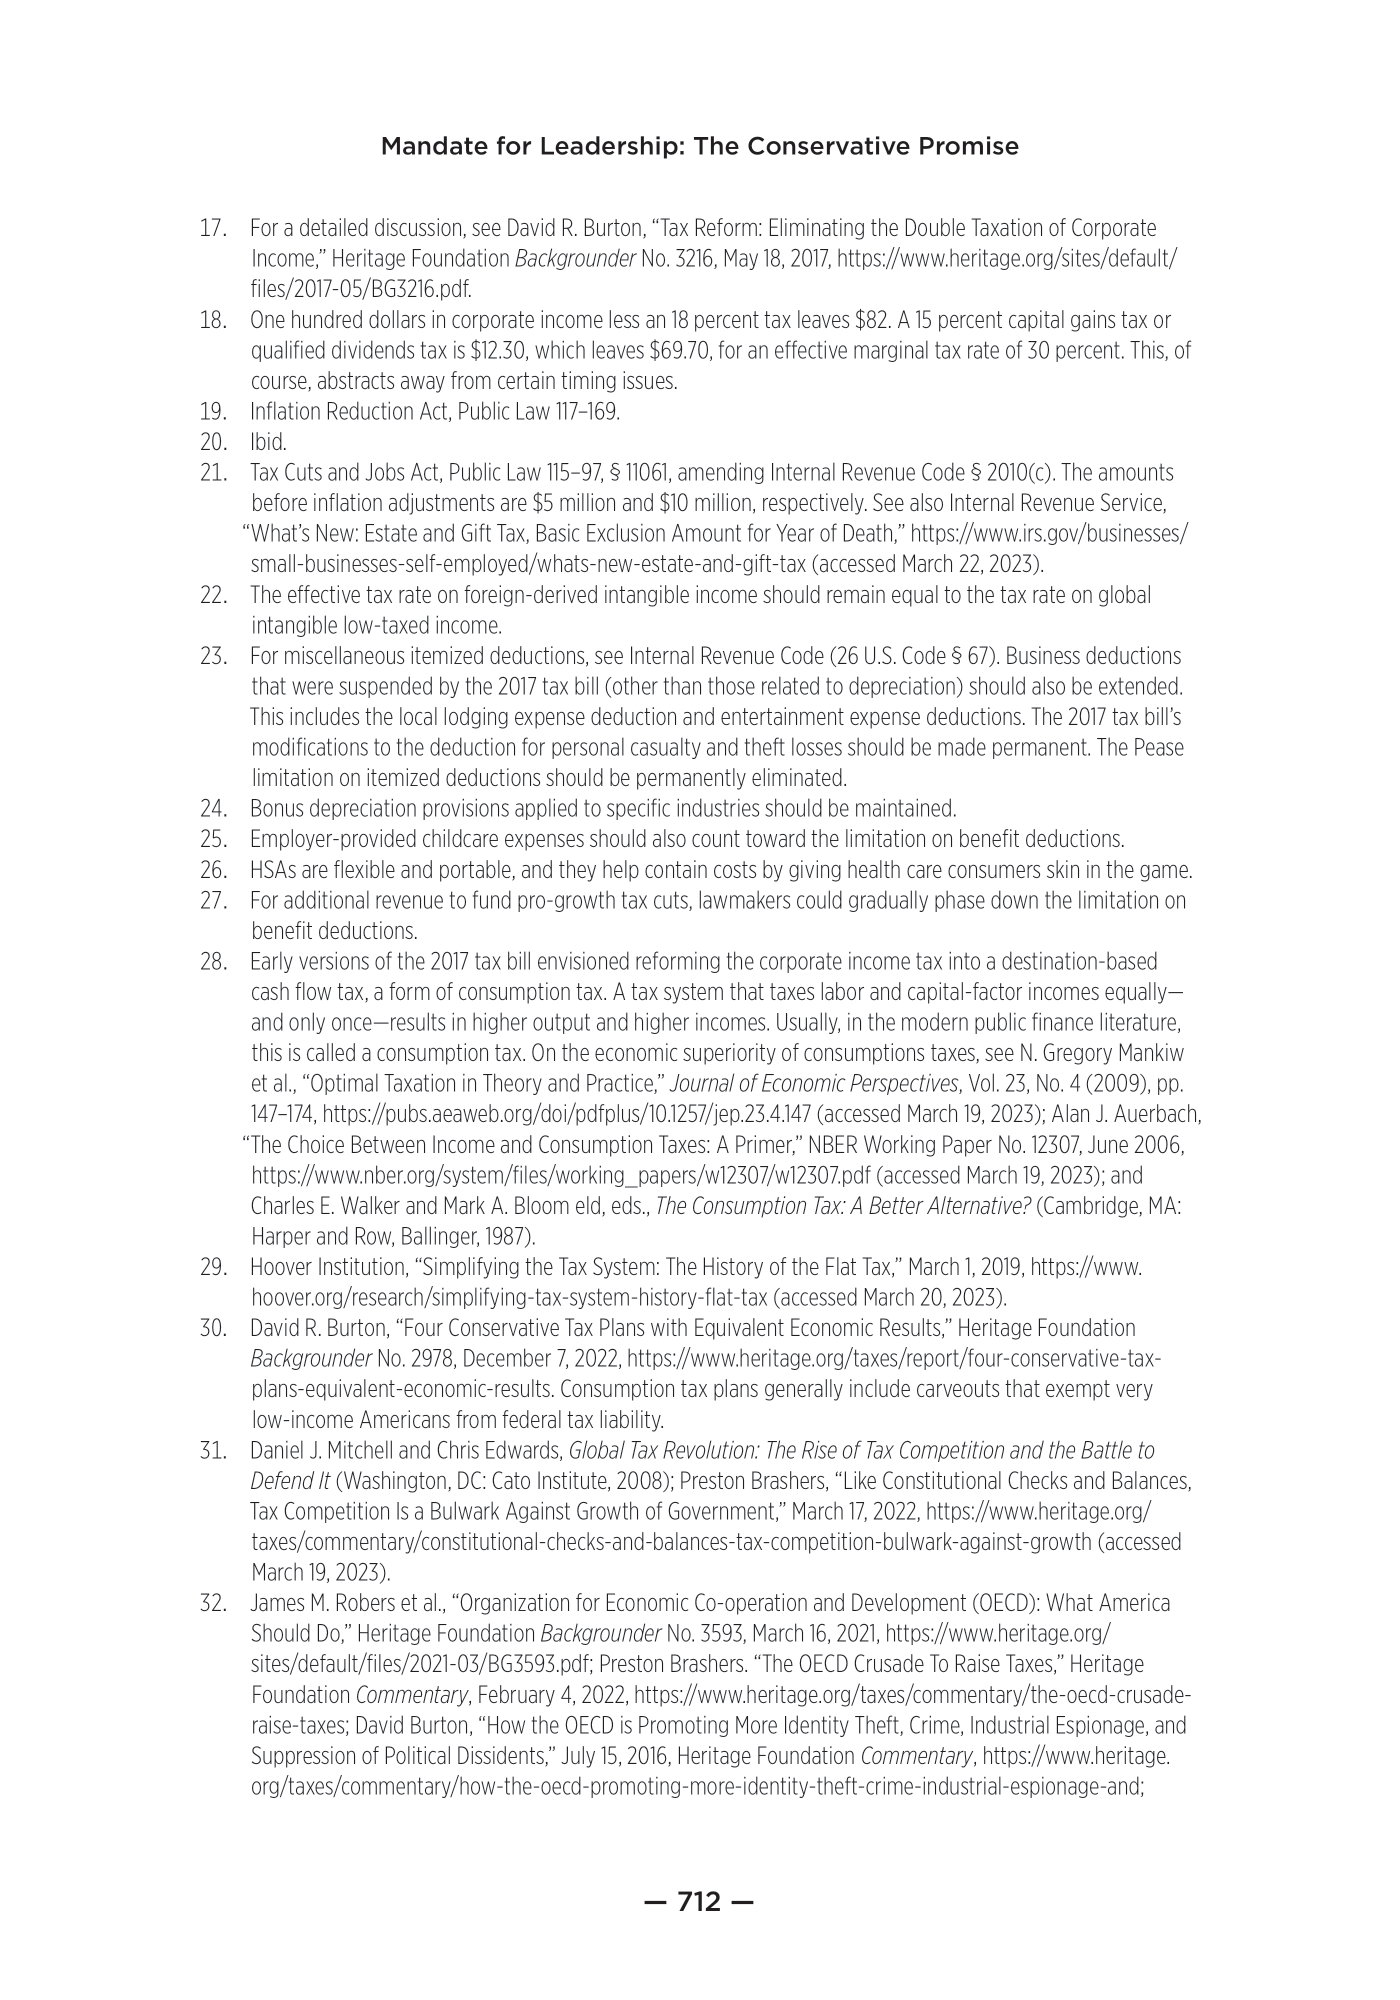 Mandate for Leadership: The Conservative Promise
17. For a detailed discussion, see David R. Burton, “Tax Reform: Eliminating the Double Taxation of Corporate
Income,” Heritage Foundation Backgrounder No. 3216, May 18, 2017, https://www.heritage.org/sites/default/
files/2017-05/BG3216.pdf.
18. One hundred dollars in corporate income less an 18 percent tax leaves $82. A 15 percent capital gains tax or
qualified dividends tax is $12.30, which leaves $69.70, for an effective marginal tax rate of 30 percent. This, of
course, abstracts away from certain timing issues.
19. Inflation Reduction Act, Public Law 117–169.
20. Ibid.
21. Tax Cuts and Jobs Act, Public Law 115–97, § 11061, amending Internal Revenue Code § 2010(c). The amounts
before inflation adjustments are $5 million and $10 million, respectively. See also Internal Revenue Service,
“What’s New: Estate and Gift Tax, Basic Exclusion Amount for Year of Death,” https://www.irs.gov/businesses/
small-businesses-self-employed/whats-new-estate-and-gift-tax (accessed March 22, 2023).
22. The effective tax rate on foreign-derived intangible income should remain equal to the tax rate on global
intangible low-taxed income.
23. For miscellaneous itemized deductions, see Internal Revenue Code (26 U.S. Code § 67). Business deductions
that were suspended by the 2017 tax bill (other than those related to depreciation) should also be extended.
This includes the local lodging expense deduction and entertainment expense deductions. The 2017 tax bill’s
modifications to the deduction for personal casualty and theft losses should be made permanent. The Pease
limitation on itemized deductions should be permanently eliminated.
24. Bonus depreciation provisions applied to specific industries should be maintained.
25. Employer-provided childcare expenses should also count toward the limitation on benefit deductions.
26. HSAs are flexible and portable, and they help contain costs by giving health care consumers skin in the game.
27. For additional revenue to fund pro-growth tax cuts, lawmakers could gradually phase down the limitation on
benefit deductions.
28. Early versions of the 2017 tax bill envisioned reforming the corporate income tax into a destination-based
cash flow tax, a form of consumption tax. A tax system that taxes labor and capital-factor incomes equally—
and only once—results in higher output and higher incomes. Usually, in the modern public finance literature,
this is called a consumption tax. On the economic superiority of consumptions taxes, see N. Gregory Mankiw
et al., “Optimal Taxation in Theory and Practice,” Journal of Economic Perspectives, Vol. 23, No. 4 (2009), pp.
147–174, https://pubs.aeaweb.org/doi/pdfplus/10.1257/jep.23.4.147 (accessed March 19, 2023); Alan J. Auerbach,
“The Choice Between Income and Consumption Taxes: A Primer,” NBER Working Paper No. 12307, June 2006,
https://www.nber.org/system/files/working_papers/w12307/w12307.pdf (accessed March 19, 2023); and
Charles E. Walker and Mark A. Bloom eld, eds., The Consumption Tax: A Better Alternative? (Cambridge, MA:
Harper and Row, Ballinger, 1987).
29. Hoover Institution, “Simplifying the Tax System: The History of the Flat Tax,” March 1, 2019, https://www.
hoover.org/research/simplifying-tax-system-history-flat-tax (accessed March 20, 2023).
30. David R. Burton, “Four Conservative Tax Plans with Equivalent Economic Results,” Heritage Foundation
Backgrounder No. 2978, December 7, 2022, https://www.heritage.org/taxes/report/four-conservative-tax-
plans-equivalent-economic-results. Consumption tax plans generally include carveouts that exempt very
low-income Americans from federal tax liability.
31. Daniel J. Mitchell and Chris Edwards, Global Tax Revolution: The Rise of Tax Competition and the Battle to
Defend It (Washington, DC: Cato Institute, 2008); Preston Brashers, “Like Constitutional Checks and Balances,
Tax Competition Is a Bulwark Against Growth of Government,” March 17, 2022, https://www.heritage.org/
taxes/commentary/constitutional-checks-and-balances-tax-competition-bulwark-against-growth (accessed
March 19, 2023).
32. James M. Robers et al., “Organization for Economic Co-operation and Development (OECD): What America
Should Do,” Heritage Foundation Backgrounder No. 3593, March 16, 2021, https://www.heritage.org/
sites/default/files/2021-03/BG3593.pdf; Preston Brashers. “The OECD Crusade To Raise Taxes,” Heritage
Foundation Commentary, February 4, 2022, https://www.heritage.org/taxes/commentary/the-oecd-crusade-
raise-taxes; David Burton, “How the OECD is Promoting More Identity Theft, Crime, Industrial Espionage, and
Suppression of Political Dissidents,” July 15, 2016, Heritage Foundation Commentary, https://www.heritage.
org/taxes/commentary/how-the-oecd-promoting-more-identity-theft-crime-industrial-espionage-and;
— 712 —